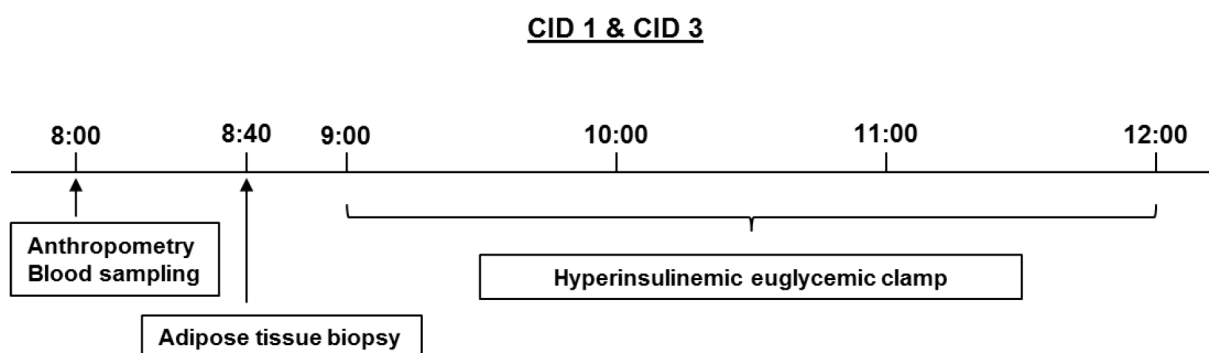 CID 1 & CID 3
8:00 8:40 9:00 10:00 11:00 12:00
Anthropometry
Blood sampling
Hyperinsulinemic euglycemic clamp
Adipose tissue biopsy